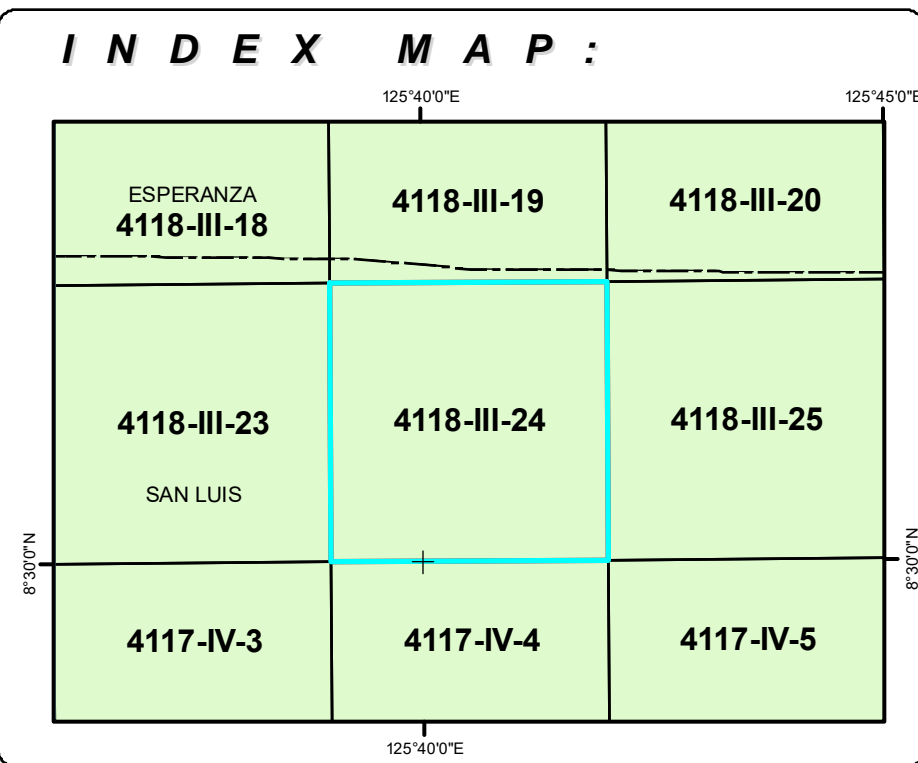 INDEX MAP:
125°40'0"E
125°45'0"E
ESPERANZA
4118-III-18
4118-III-19
4118-III-20
4118-III-23
4118-III-24
4118-III-25
SAN LUIS
8°30'0"N
8°30'0"N
4117-IV-3
4117-IV-4
4117-IV-5
125°40'0"E